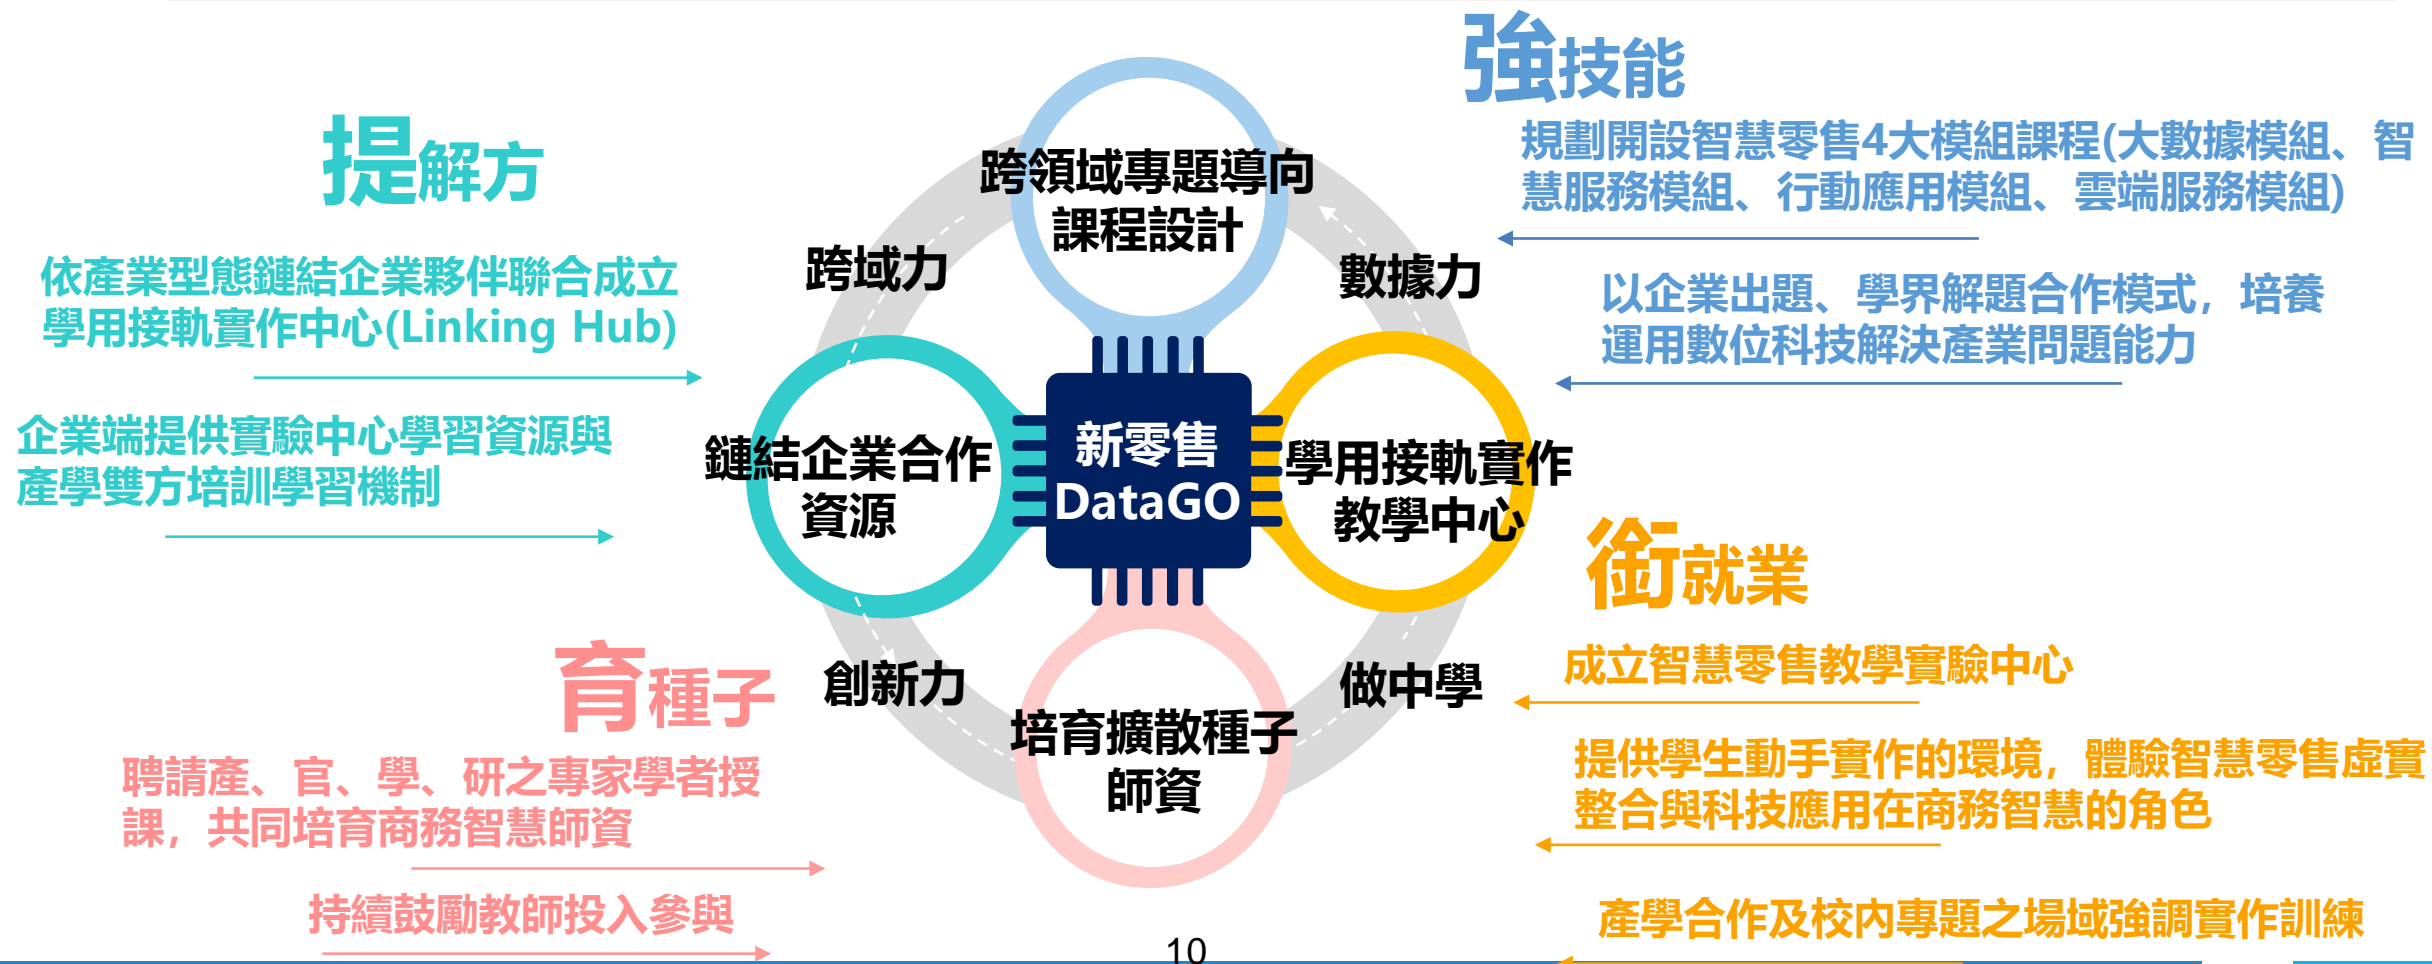 強技能
規劃開設智慧零售4大模組課程(大數據模組、智
慧服務模組、行動應用模組、雲端服務模組)
以企業出題、學界解題合作模式，培養
運用數位科技解決產業問題能力
提解方
依產業型態鏈結企業夥伴聯合成立
學用接軌實作中心(Linking Hub)
企業端提供實驗中心學習資源與
產學雙方培訓學習機制
跨領域專題導向
課程設計
跨域力
數據力
鏈結企業合作
資源
新零售
DataGO
學用接軌實作
教學中心
創新力
做中學
培育擴散種子
師資
育種子
聘請產、官、學、研之專家學者授
課，共同培育商務智慧師資
持續鼓勵教師投入參與
銜就業
成立智慧零售教學實驗中心
提供學生動手實作的環境，體驗智慧零售虛實
整合與科技應用在商務智慧的角色
產學合作及校內專題之場域強調實作訓練
10